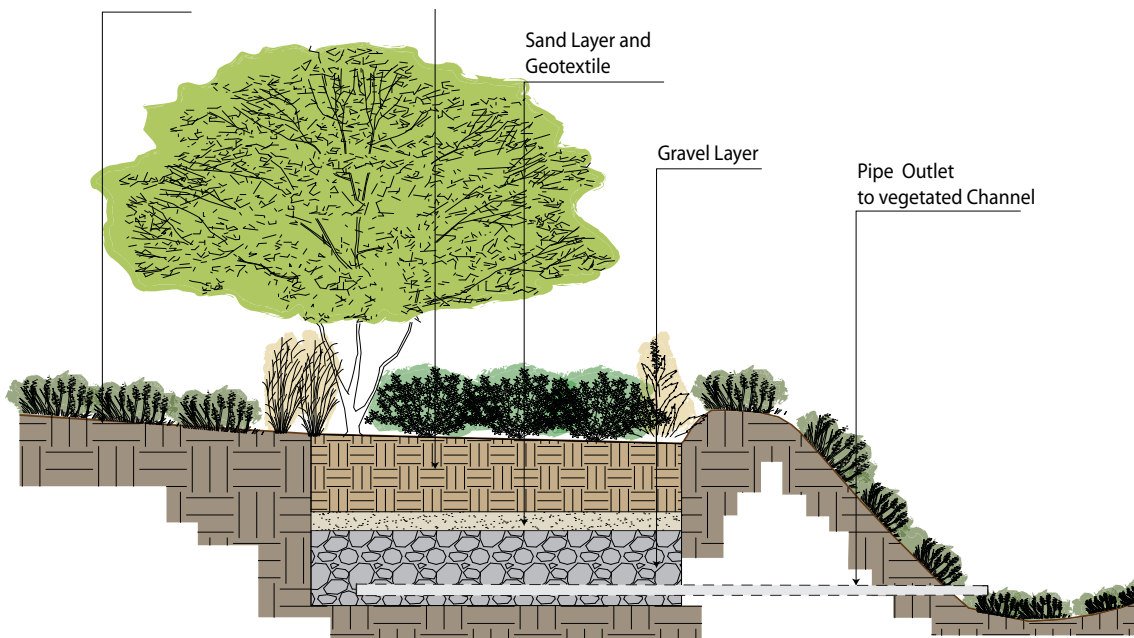 Sand Layer and
Geotextile
Gravel Layer
Pipe Outlet
to vegetated Channel